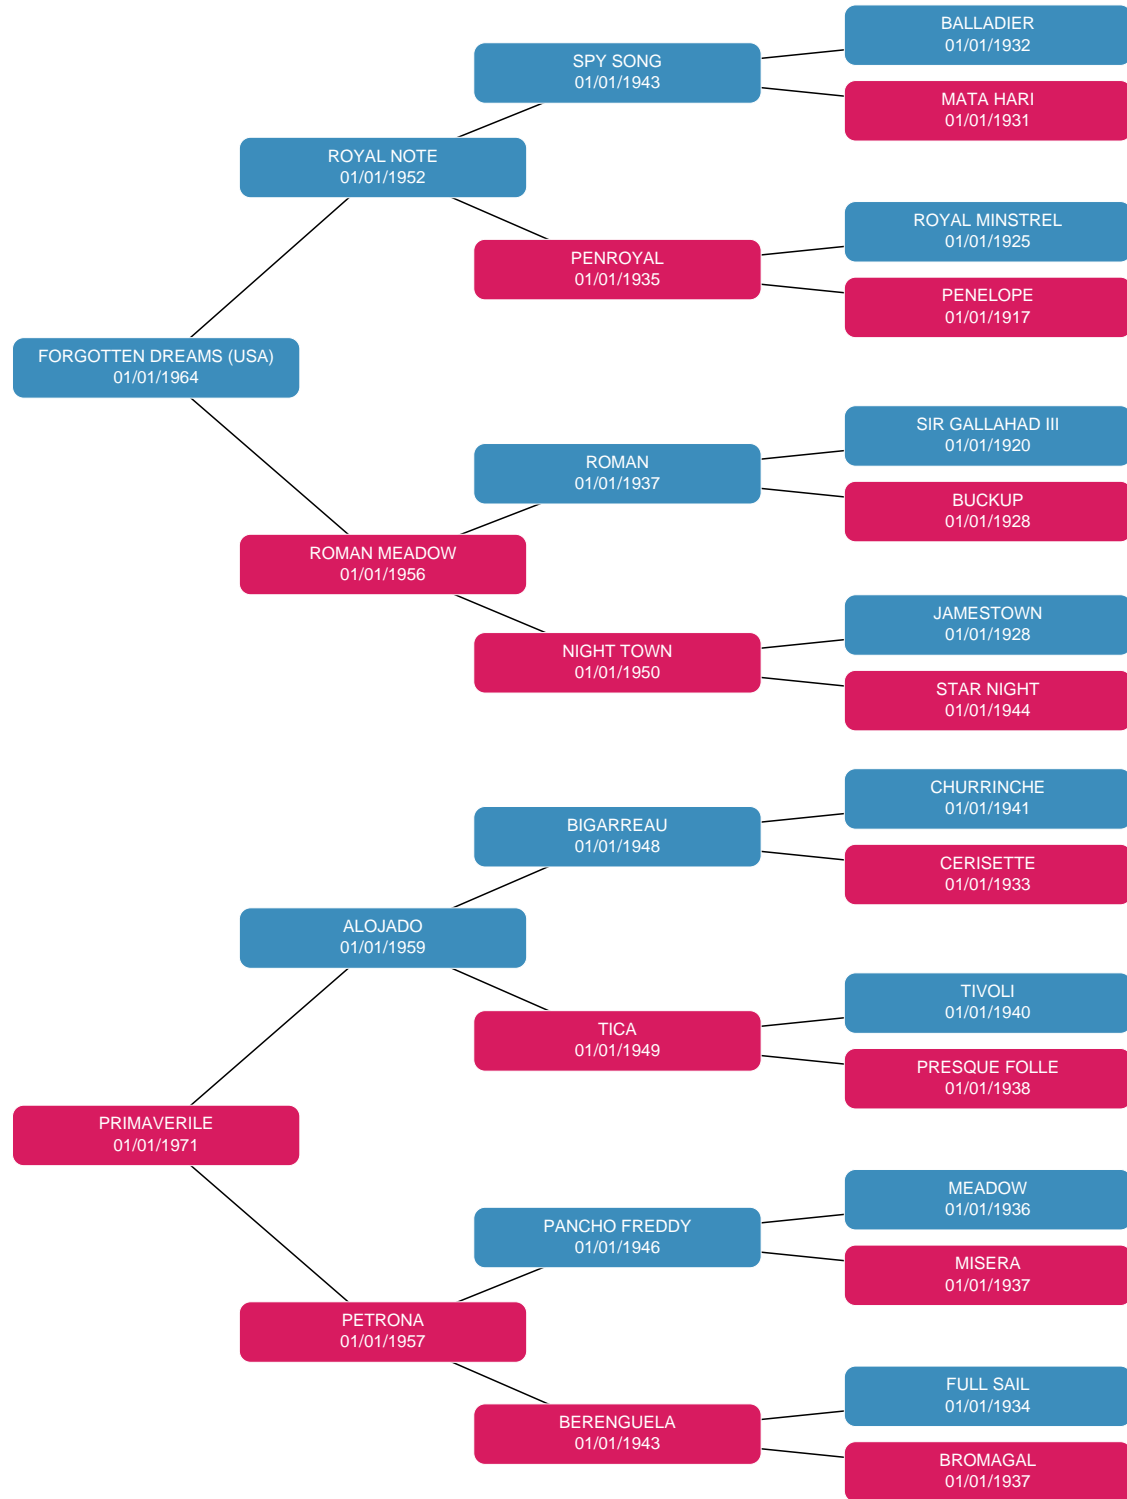 BALLADIER
01/01/1932
SPY SONG
01/01/1943
MATA HARI
01/01/1931
ROYAL NOTE
01/01/1952
ROYAL MINSTREL
01/01/1925
PENROYAL
01/01/1935
PENELOPE
01/01/1917
FORGOTTEN DREAMS (USA)
01/01/1964
SIR GALLAHAD III
01/01/1920
ROMAN
01/01/1937
BUCKUP
01/01/1928
ROMAN MEADOW
01/01/1956
JAMESTOWN
01/01/1928
NIGHT TOWN
01/01/1950
STAR NIGHT
01/01/1944
CHURRINCHE
01/01/1941
BIGARREAU
01/01/1948
CERISETTE
01/01/1933
ALOJADO
01/01/1959
TIVOLI
01/01/1940
TICA
01/01/1949
PRESQUE FOLLE
01/01/1938
PRIMAVERILE
01/01/1971
MEADOW
01/01/1936
PANCHO FREDDY
01/01/1946
MISERA
01/01/1937
PETRONA
01/01/1957
FULL SAIL
01/01/1934
BERENGUELA
01/01/1943
BROMAGAL
01/01/1937